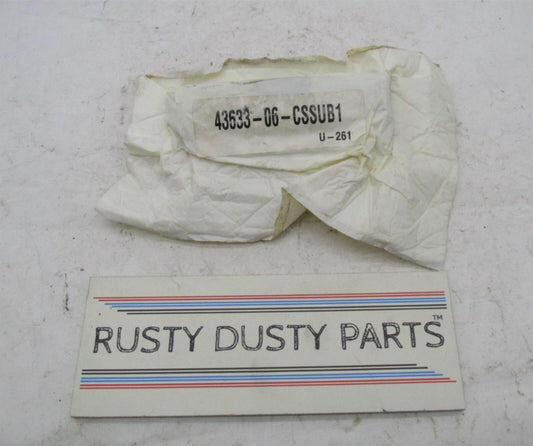 43633-06-CSSUB1
U-261
RUSTY DUSTY PARTS™